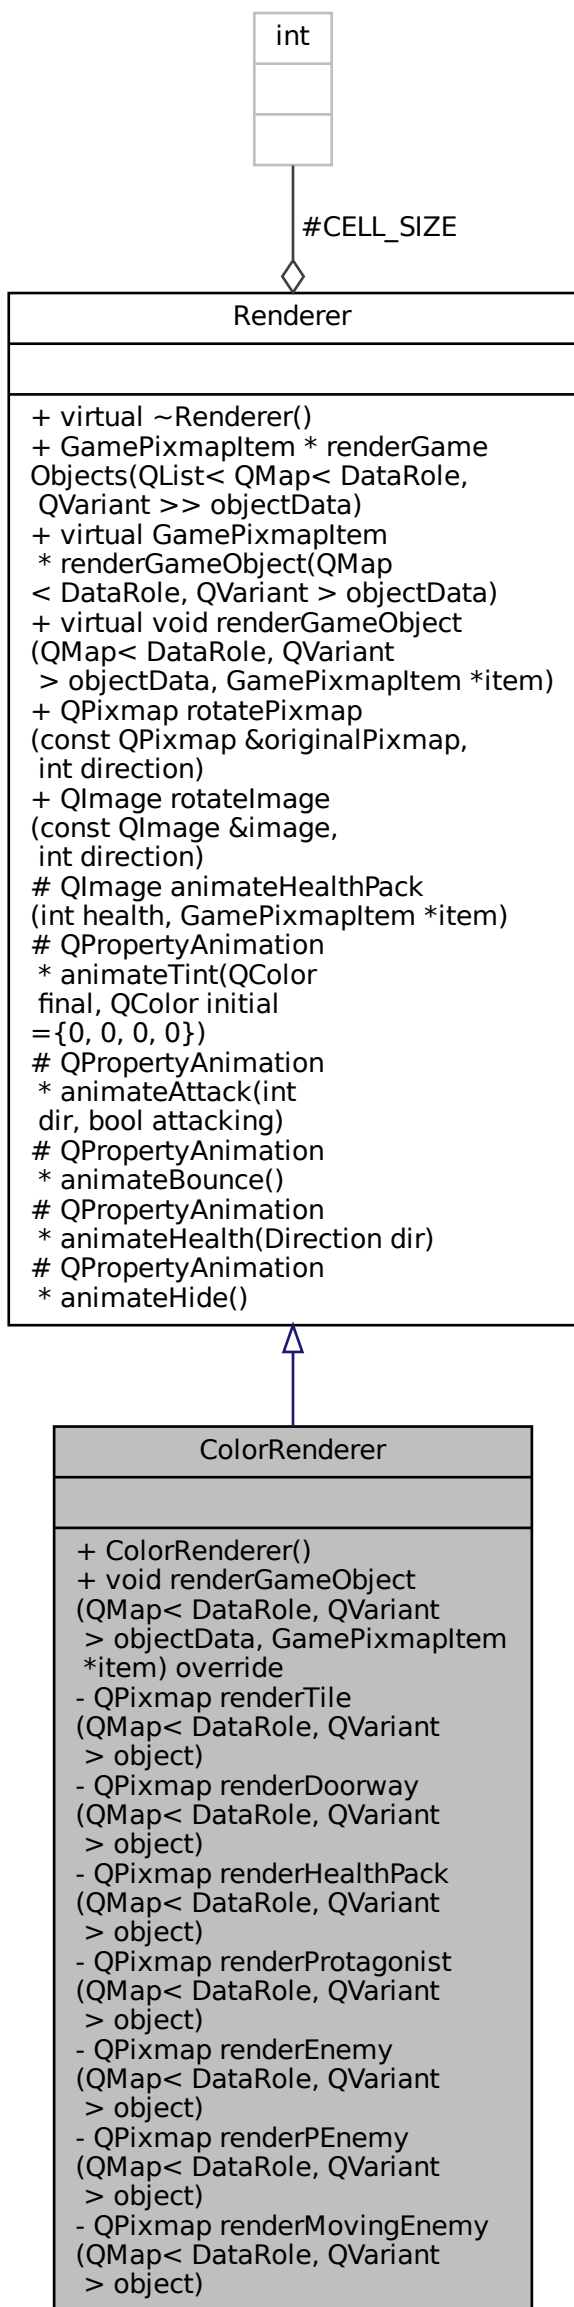 int
#CELL_SIZE
Renderer
+ virtual ~Renderer()
+ GamePixmapItem * renderGame
Objects(QList< QMap< DataRole,
QVariant >> objectData)
+ virtual GamePixmapItem
* renderGameObject(QMap
< DataRole, QVariant > objectData)
+ virtual void renderGameObject
(QMap< DataRole, QVariant
> objectData, GamePixmapItem *item)
+ QPixmap rotatePixmap
(const QPixmap &originalPixmap,
int direction)
+ QImage rotateImage
(const QImage &image,
int direction)
# QImage animateHealthPack
(int health, GamePixmapItem *item)
# QPropertyAnimation
* animateTint(QColor
final, QColor initial
={0, 0, 0, 0})
# QPropertyAnimation
* animateAttack(int
dir, bool attacking)
# QPropertyAnimation
* animateBounce()
# QPropertyAnimation
* animateHealth(Direction dir)
# QPropertyAnimation
* animateHide()
ColorRenderer
+ ColorRenderer()
+ void renderGameObject
(QMap< DataRole, QVariant
> objectData, GamePixmapItem
*item) override
- QPixmap renderTile
(QMap< DataRole, QVariant
> object)
- QPixmap renderDoorway
(QMap< DataRole, QVariant
> object)
- QPixmap renderHealthPack
(QMap< DataRole, QVariant
> object)
- QPixmap renderProtagonist
(QMap< DataRole, QVariant
> object)
- QPixmap renderEnemy
(QMap< DataRole, QVariant
> object)
- QPixmap renderPEnemy
(QMap< DataRole, QVariant
> object)
- QPixmap renderMovingEnemy
(QMap< DataRole, QVariant
> object)